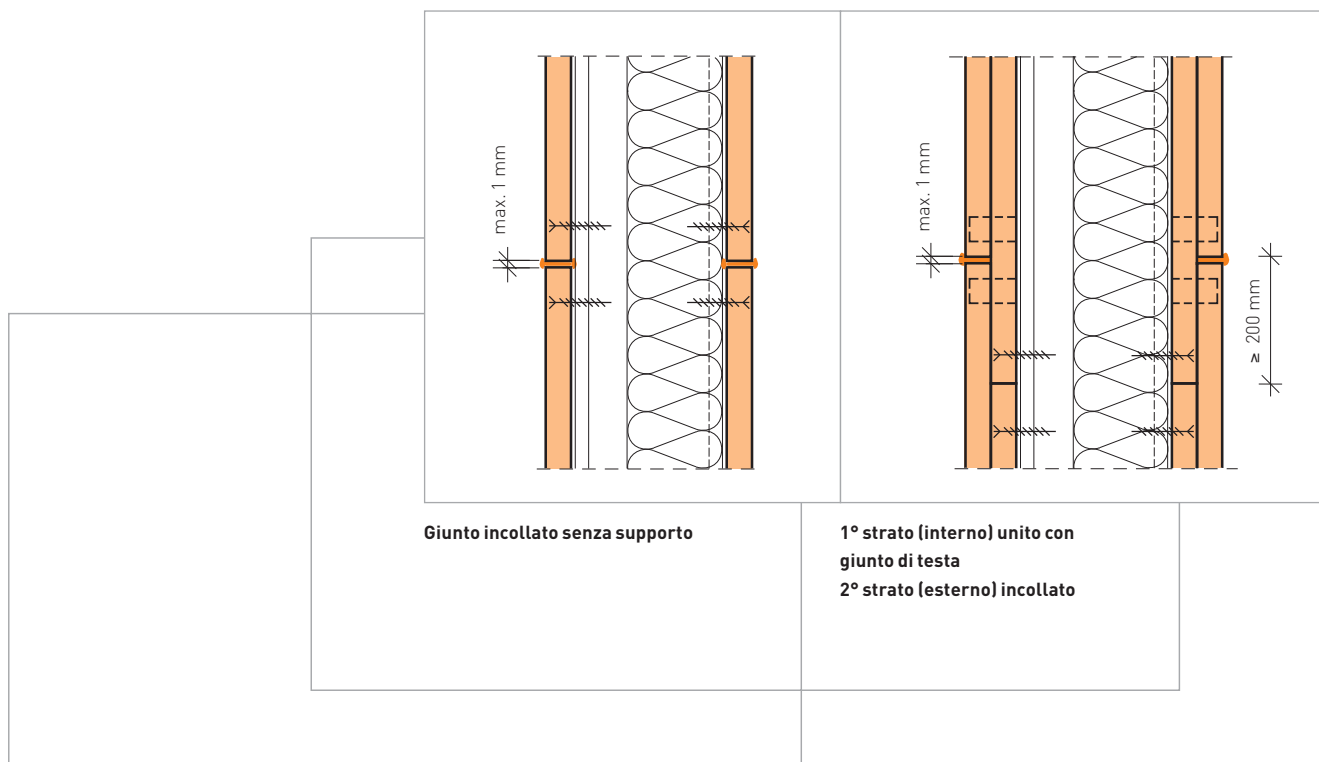 max. 1 mm
max. 1 mm
≥ 200 mm
Giunto incollato senza supporto
1° strato (interno) unito con
giunto di testa
2° strato (esterno) incollato